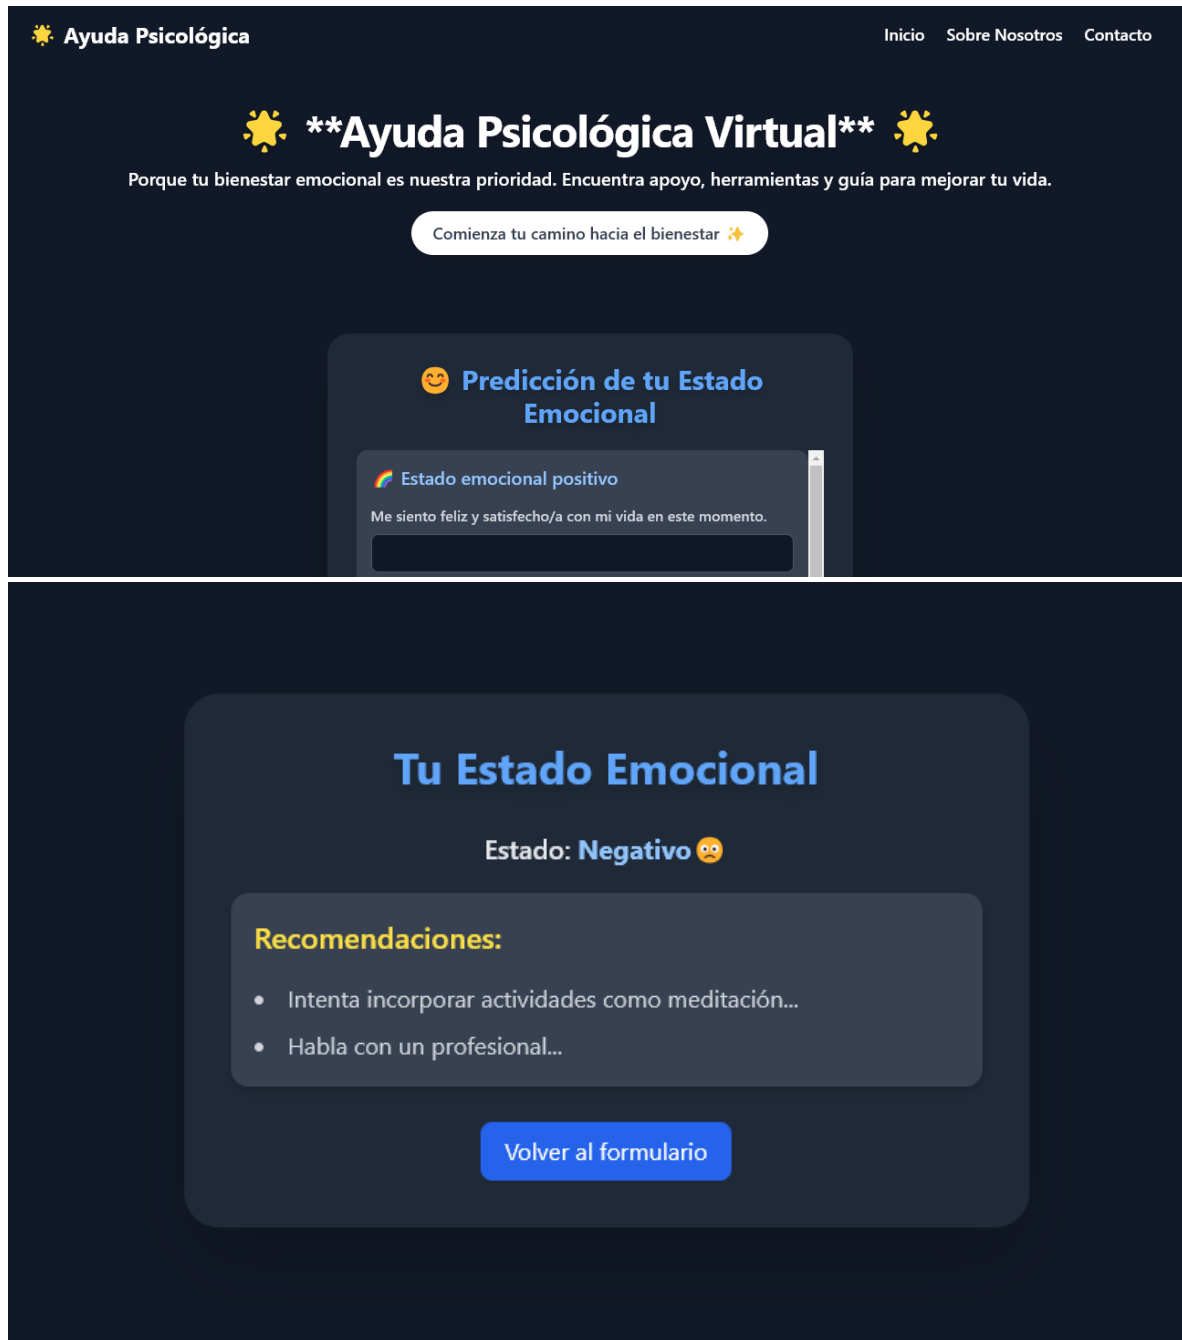 🌟 Ayuda Psicológica
Inicio Sobre Nosotros Contacto
🌟 **Ayuda Psicológica Virtual** 🌟
Porque tu bienestar emocional es nuestra prioridad. Encuentra apoyo, herramientas y guía para mejorar tu vida.
Comienza tu camino hacia el bienestar ✨
😊 Predicción de tu Estado
Emocional
🌈 Estado emocional positivo
Me siento feliz y satisfecho/a con mi vida en este momento.
Tu Estado Emocional
Estado: Negativo 🙁
Recomendaciones:
• Intenta incorporar actividades como meditación...
• Habla con un profesional...
Volver al formulario